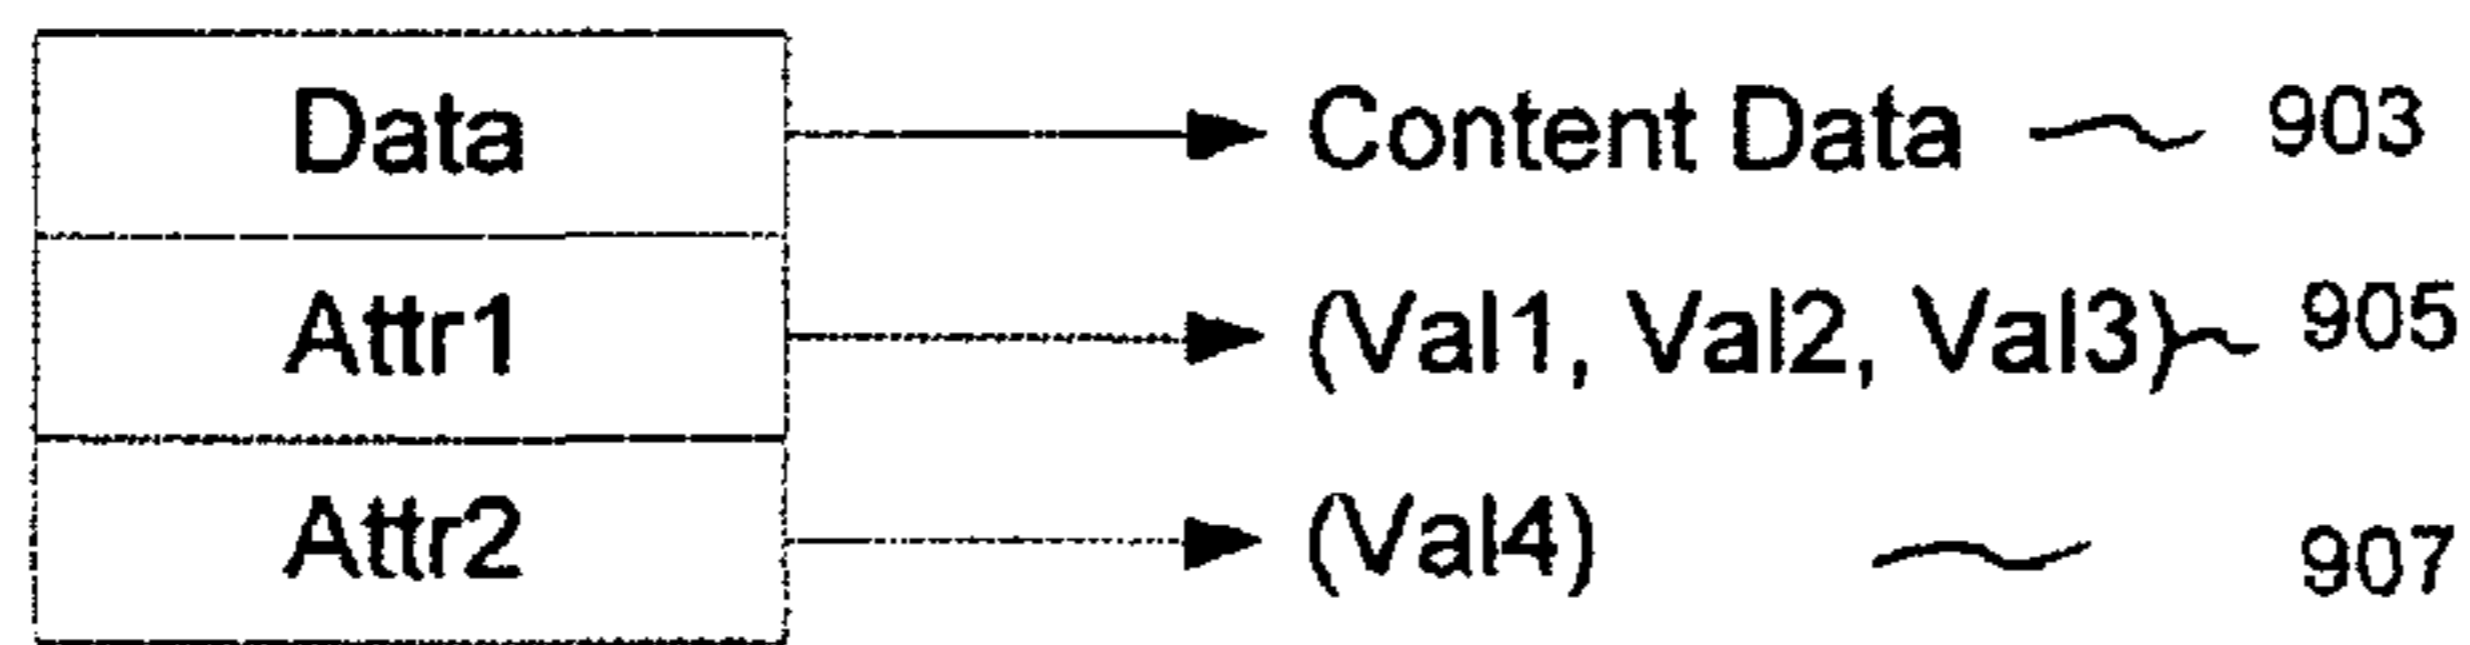 Data Content Data 903
Attr1 (Val1, Val2, Val3) 905
Attr2 (Val4) 907